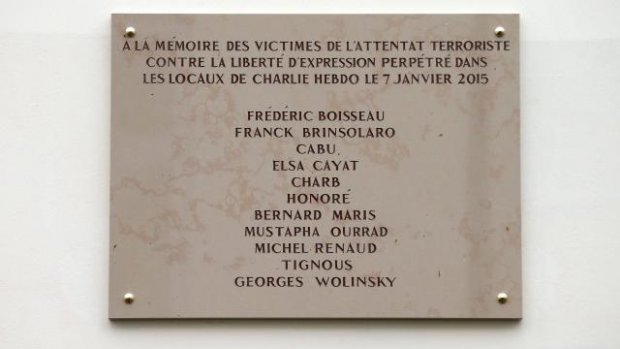 À LA MÉMOIRE DES VICTIMES DE L'ATTENTAT TERRORISTE
CONTRE LA LIBERTÉ D'EXPRESSION PERPÉTRÉ DANS
LES LOCAUX DE CHARLIE HEBDO LE 7 JANVIER 2015
FRÉDÉRIC BOISSEAU
FRANCK BRINSOLARO
CABU
ELSA CAYAT
CHARB
HONORÉ
BERNARD MARIS
MUSTAPHA OURRAD
MICHEL RENAUD
TIGNOUS
GEORGES WOLINSKY